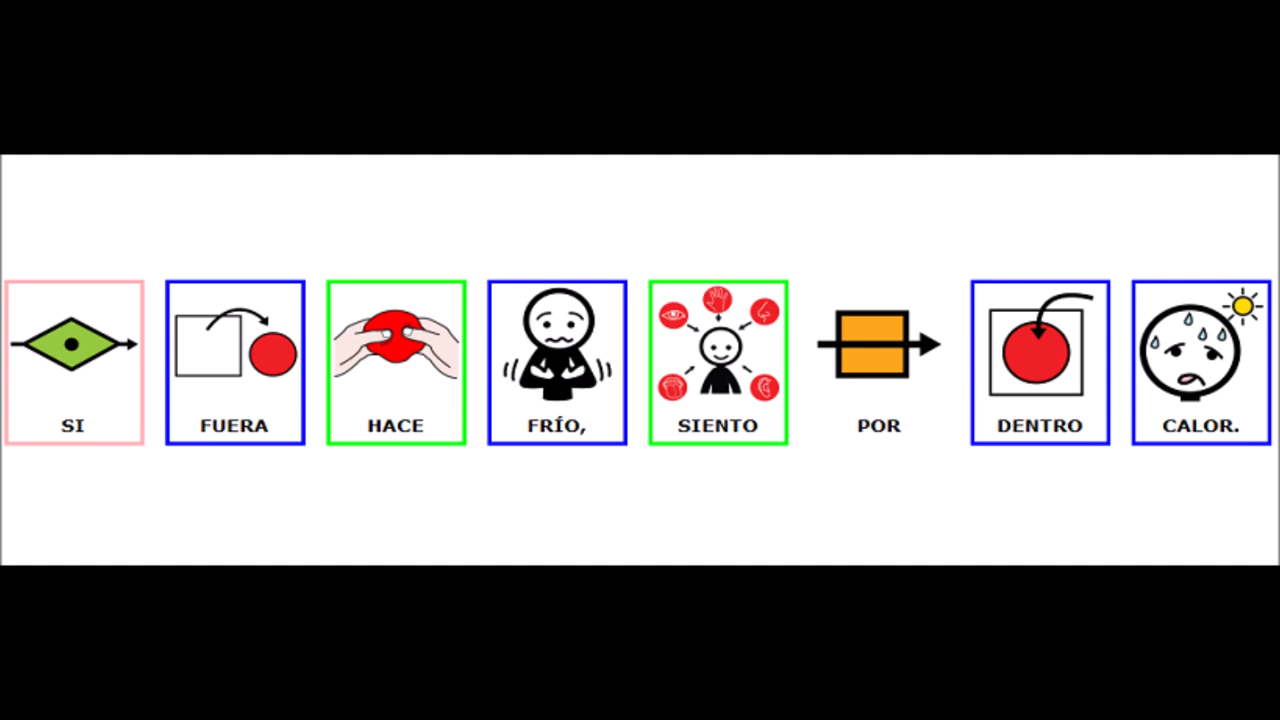 SI FUERA HACE FRÍO, SIENTO POR DENTRO CALOR.